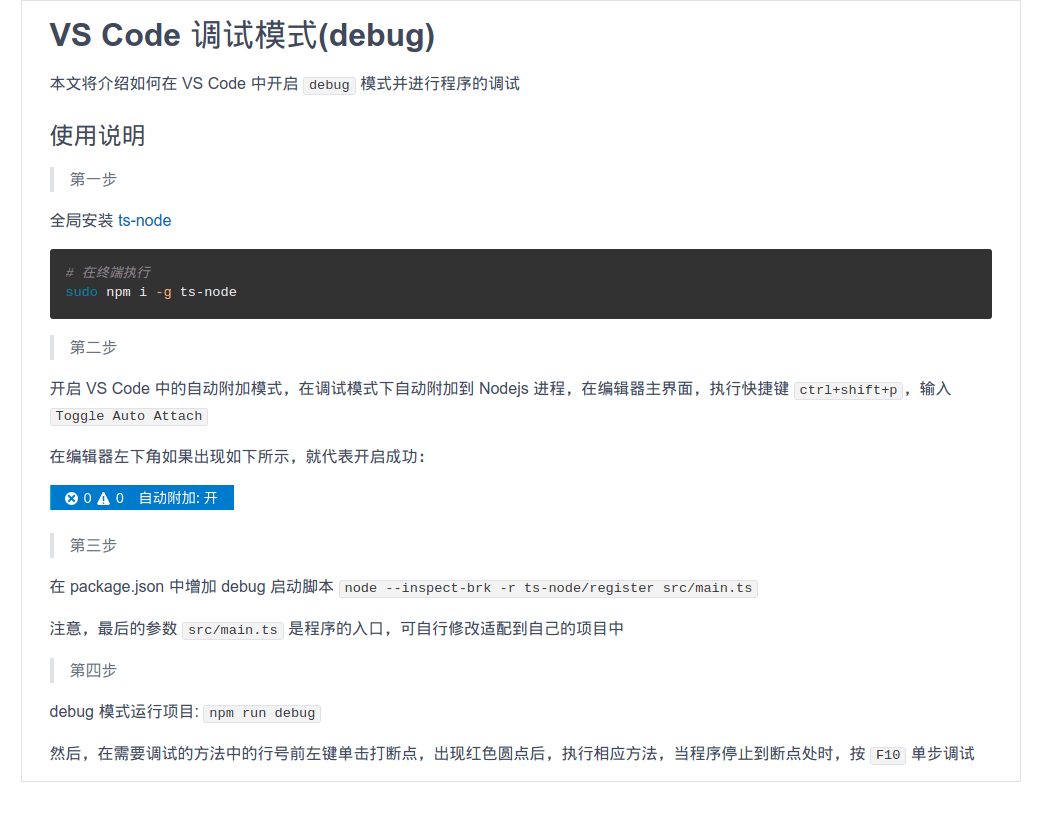 VS Code 调试模式(debug)
本文将介绍如何在 VS Code 中开启 debug 模式并进行程序的调试
使用说明
第一步
全局安装 ts-node
# 在终端执行
sudo npm i -g ts-node
第二步
开启 VS Code 中的自动附加模式，在调试模式下自动附加到 Nodejs 进程，在编辑器主界面，执行快捷键 ctrl+shift+p，输入
Toggle Auto Attach
在编辑器左下角如果出现如下所示，就代表开启成功：
0 0 自动附加: 开
第三步
在 package.json 中增加 debug 启动脚本 node --inspect-brk -r ts-node/register src/main.ts
注意，最后的参数 src/main.ts 是程序的入口，可自行修改适配到自己的项目中
第四步
debug 模式运行项目: npm run debug
然后，在需要调试的方法中的行号前左键单击打断点，出现红色圆点后，执行相应方法，当程序停止到断点处时，按 F10 单步调试